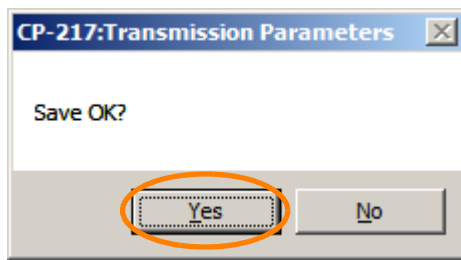 CP-217:Transmission Parameters
Save OK?
Yes No